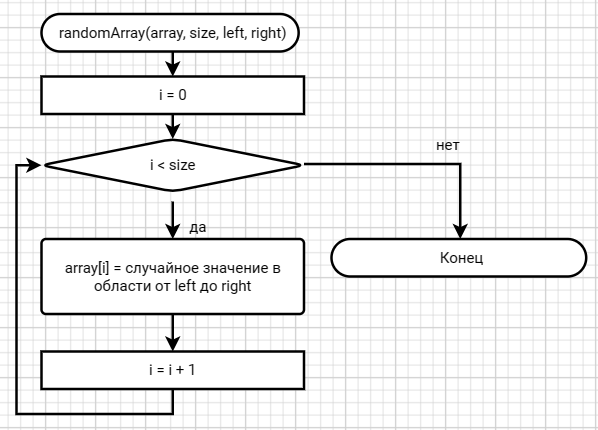 randomArray(array, size, left, right)
i = 0
i < size
нет
да
Конец
array[i] = случайное значение в
области от left до right
i = i + 1